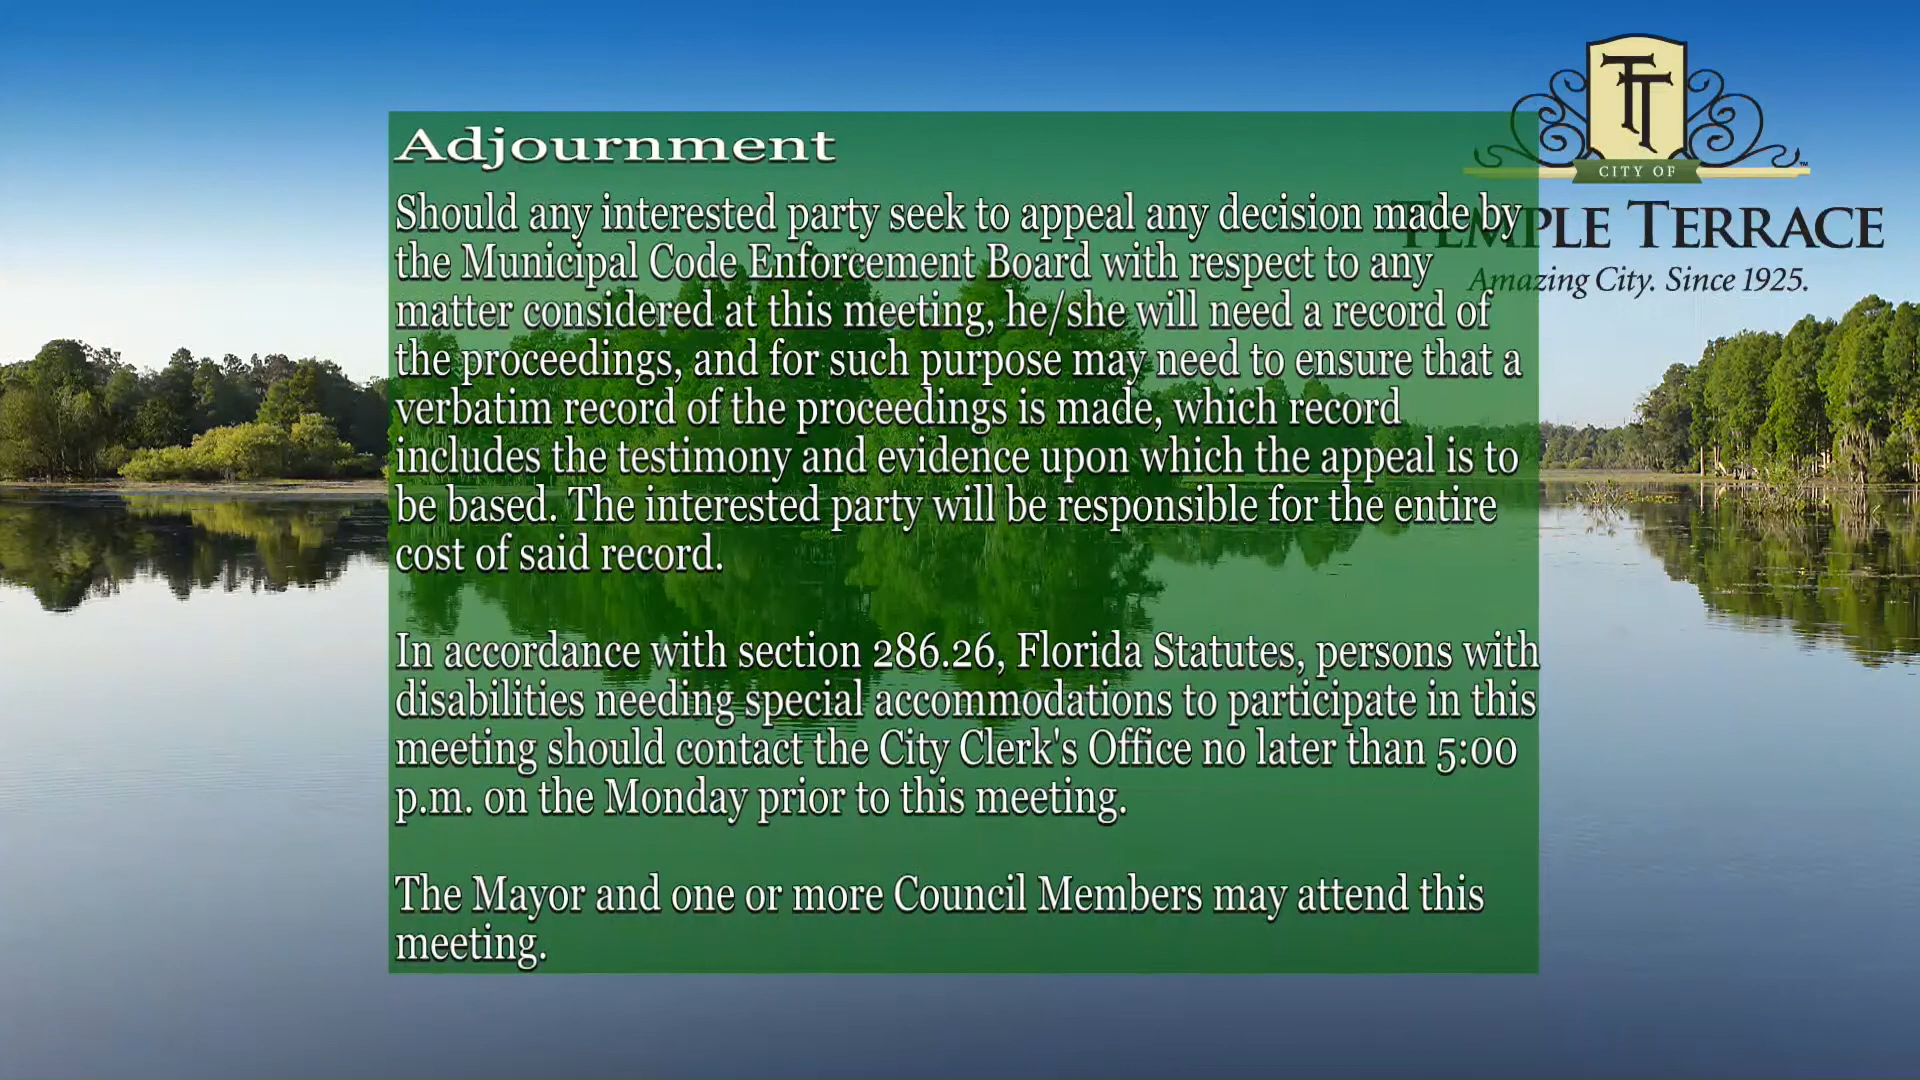 TT
CITY OF
TEMPLE TERRACE
Amazing City. Since 1925.
Adjournment
Should any interested party seek to appeal any decision made by
the Municipal Code Enforcement Board with respect to any
matter considered at this meeting, he/she will need a record of
the proceedings, and for such purpose may need to ensure that a
verbatim record of the proceedings is made, which record
includes the testimony and evidence upon which the appeal is to
be based. The interested party will be responsible for the entire
cost of said record.
In accordance with section 286.26, Florida Statutes, persons with
disabilities needing special accommodations to participate in this
meeting should contact the City Clerk's Office no later than 5:00
p.m. on the Monday prior to this meeting.
The Mayor and one or more Council Members may attend this
meeting.